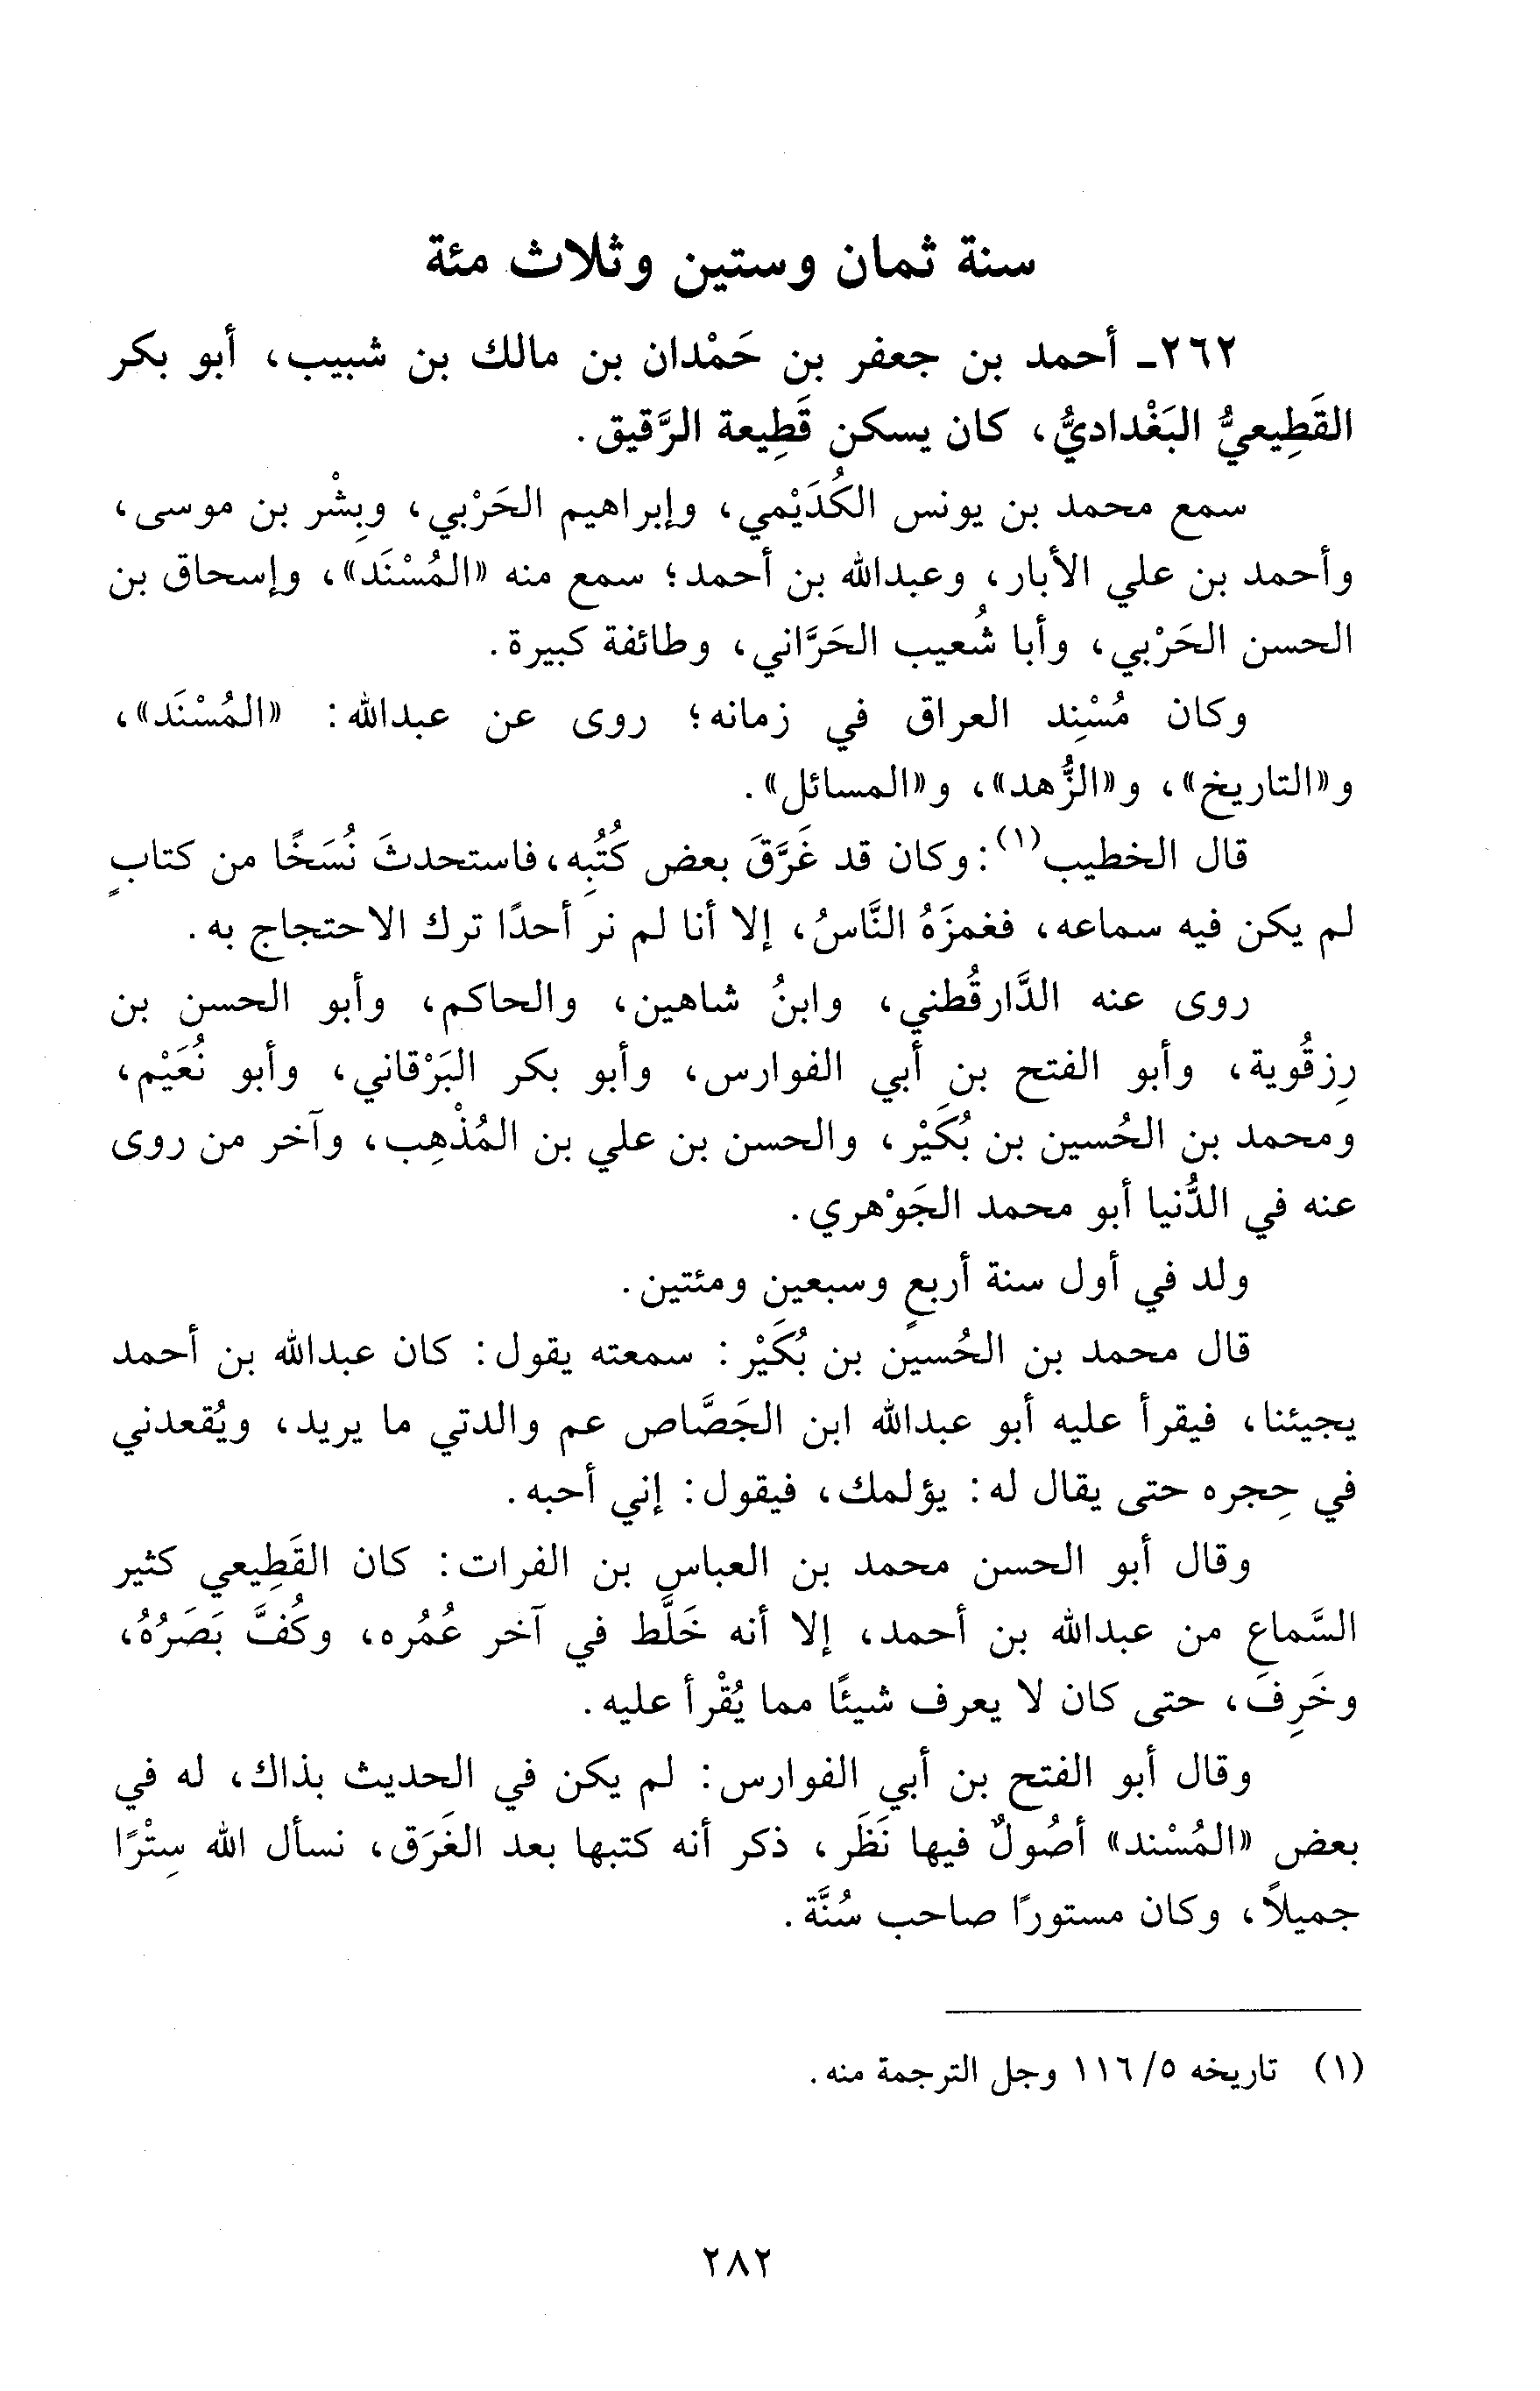 سنة ثمان وستين وثلاث مئة
٢٦٢- أحمد بن جعفر بن حَمْدان بن مالك بن شبيب، أبو بكر
القَطِيعيُّ البَغْداديُّ، كان يسكن قَطِيعة الرَّقيق.
سمع محمد بن يونس الكُدَيْمي، وإبراهيم الحَرْبي، وبِشْر بن موسى،
وأحمد بن علي الأبار، وعبدالله بن أحمد؛ سمع منه «المُسْنَد»، وإسحاق بن
الحسن الحَرْبي، وأبا شُعيب الحَرَّاني، وطائفة كبيرة.
وكان مُسْنِد العراق في زمانه؛ روى عن عبدالله: «المُسْنَد»،
و«التاريخ»، و«الزُّهد»، و«المسائل».
قال الخطيب(١): وكان قد غَرَّقَ بعض كُتُبِه، فاستحدثَ نُسَخًا من كتابٍ
لم يكن فيه سماعه، فغمزَهُ النَّاسُ، إلا أنا لم نر أحدًا ترك الاحتجاج به.
روى عنه الدَّارقُطني، وابنُ شاهين، والحاكم، وأبو الحسن بن
رِزقُوية، وأبو الفتح بن أبي الفوارس، وأبو بكر البَرْقاني، وأبو نُعَيْم،
ومحمد بن الحُسين بن بُكَيْر، والحسن بن علي بن المُذْهِب، وآخر من روى
عنه في الدُّنيا أبو محمد الجَوْهري.
ولد في أول سنة أربعٍ وسبعين ومئتين.
قال محمد بن الحُسين بن بُكَيْر: سمعته يقول: كان عبدالله بن أحمد
يجيئنا، فيقرأ عليه أبو عبدالله ابن الجَصَّاص عم والدتي ما يريد، ويُقعدني
في حِجره حتى يقال له: يؤلمك، فيقول: إني أحبه.
وقال أبو الحسن محمد بن العباس بن الفرات: كان القَطِيعي كثير
السَّماعِ من عبدالله بن أحمد، إلا أنه خَلَّط في آخر عُمُره، وكُفَّ بَصَرُهُ،
وخَرِفَ، حتى كان لا يعرف شيئًا مما يُقْرأ عليه.
وقال أبو الفتح بن أبي الفوارس: لم يكن في الحديث بذاك، له في
بعض «المُسْند» أصُولٌ فيها نَظَر، ذكر أنه كتبها بعد الغَرَق، نسأل الله سِتْرًا
جميلاً، وكان مستورًا صاحب سُنَّة.
(١) تاريخه ٥/ ١١٦ وجل الترجمة منه.
٢٨٢